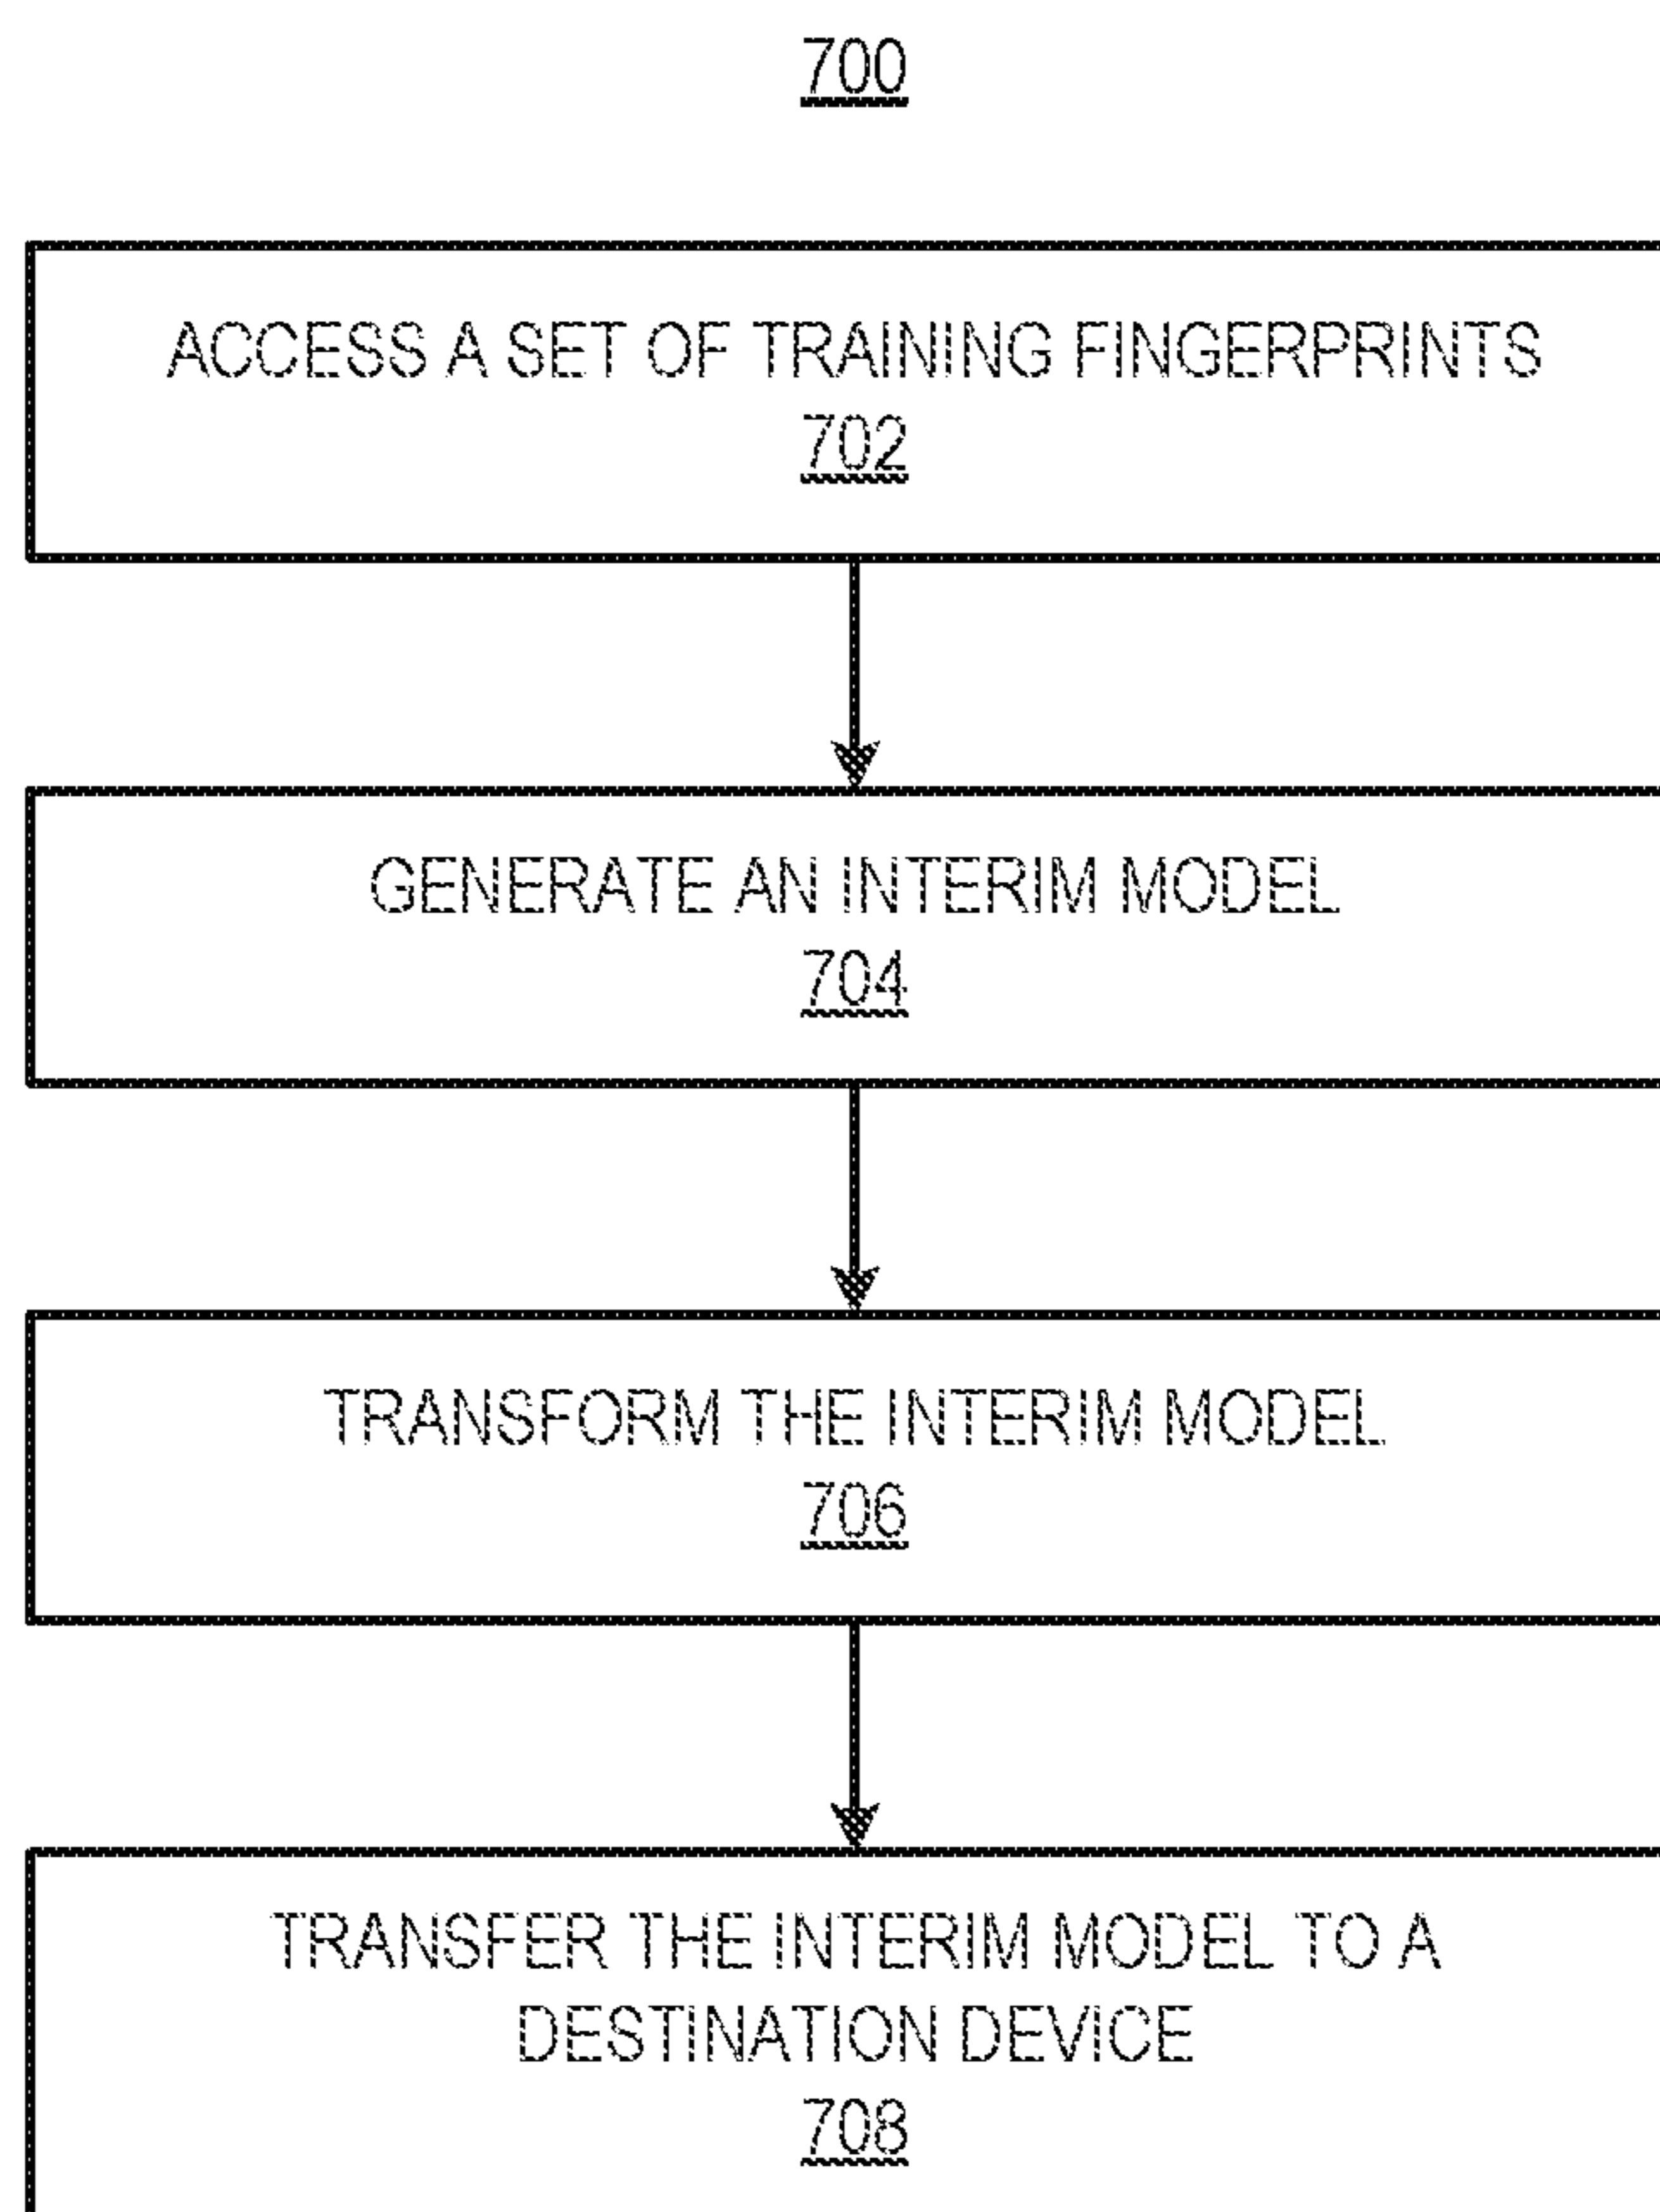 700
ACCESS A SET OF TRAINING FINGERPRINTS
702
GENERATE AN INTERIM MODEL
704
TRANSFORM THE INTERIM MODEL
706
TRANSFER THE INTERIM MODEL TO A
DESTINATION DEVICE
708